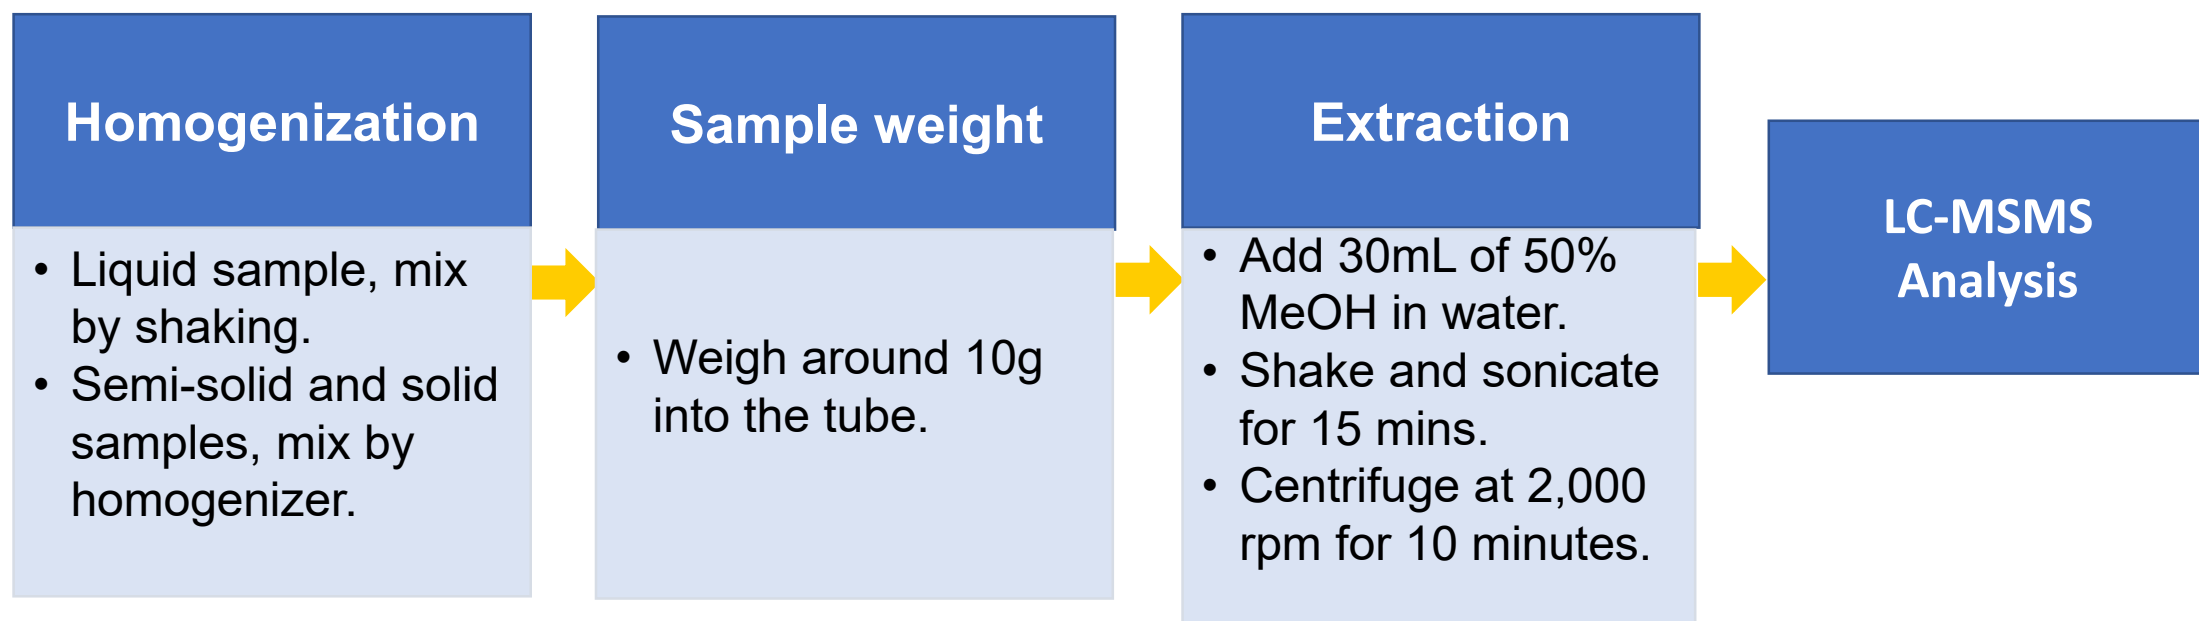 Homogenization
• Liquid sample, mix
by shaking.
• Semi-solid and solid
samples, mix by
homogenizer.
Sample weight
• Weigh around 10g
into the tube.
Extraction
• Add 30mL of 50%
MeOH in water.
• Shake and sonicate
for 15 mins.
• Centrifuge at 2,000
rpm for 10 minutes.
LC-MSMS
Analysis